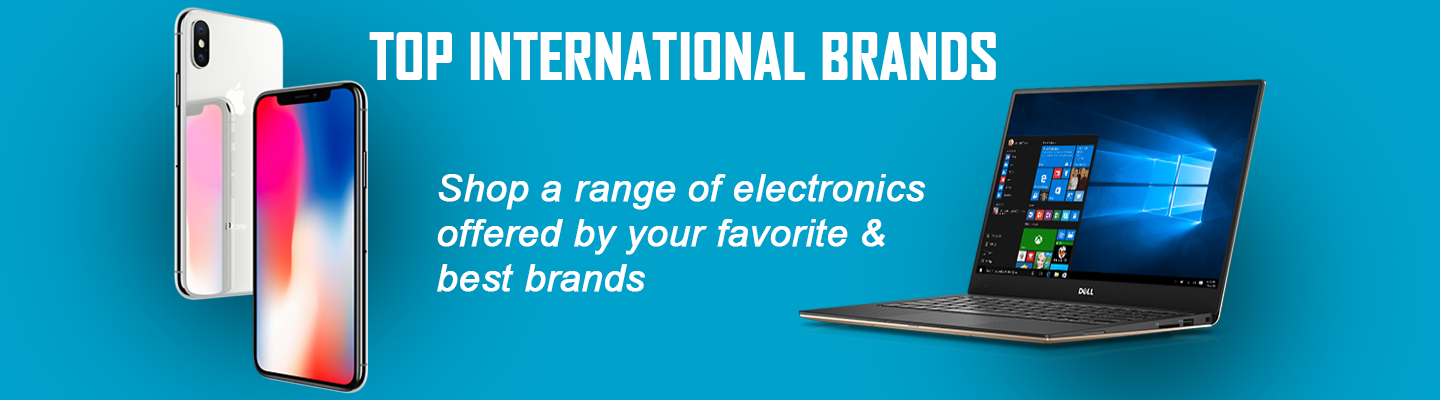 TOP INTERNATIONAL BRANDS
Shop a range of electronics
offered by your favorite &
best brands
DELL